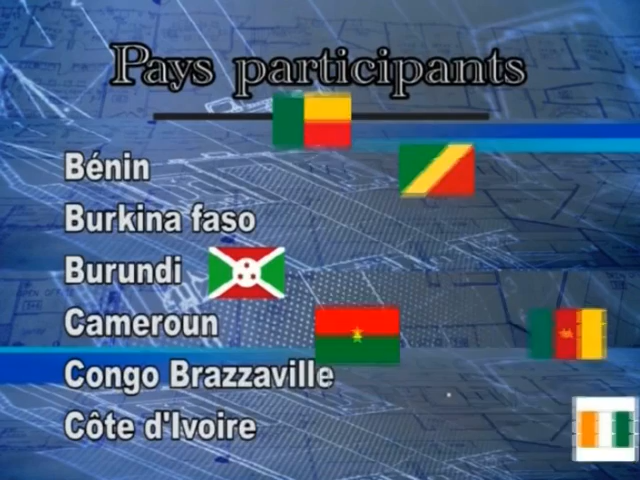 Pays participants
Bénin
Burkina faso
Burundi
Cameroun
Congo Brazzaville
Côte d'Ivoire